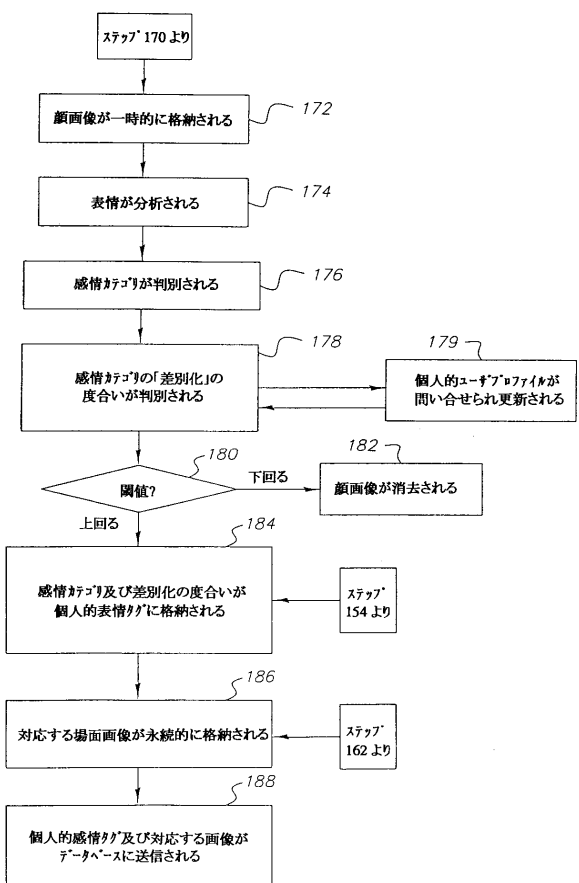 ステップ 170 より
顔画像が一時的に格納される
172
表情が分析される
174
感情ｶﾃｺﾞﾘが判別される
176
感情ｶﾃｺﾞﾘの「差別化」の
度合いが判別される
178
個人的ユーザプロファイルが
問い合せられ更新される
179
閾値?
180
下回る
上回る
顔画像が消去される
182
感情ｶﾃｺﾞﾘ及び差別化の度合いが
個人的表情ﾀｸﾞに格納される
184
ステップ
154 より
対応する場面画像が永続的に格納される
186
ステップ
162 より
個人的感情ﾀｸﾞ及び対応する画像が
データベースに送信される
188